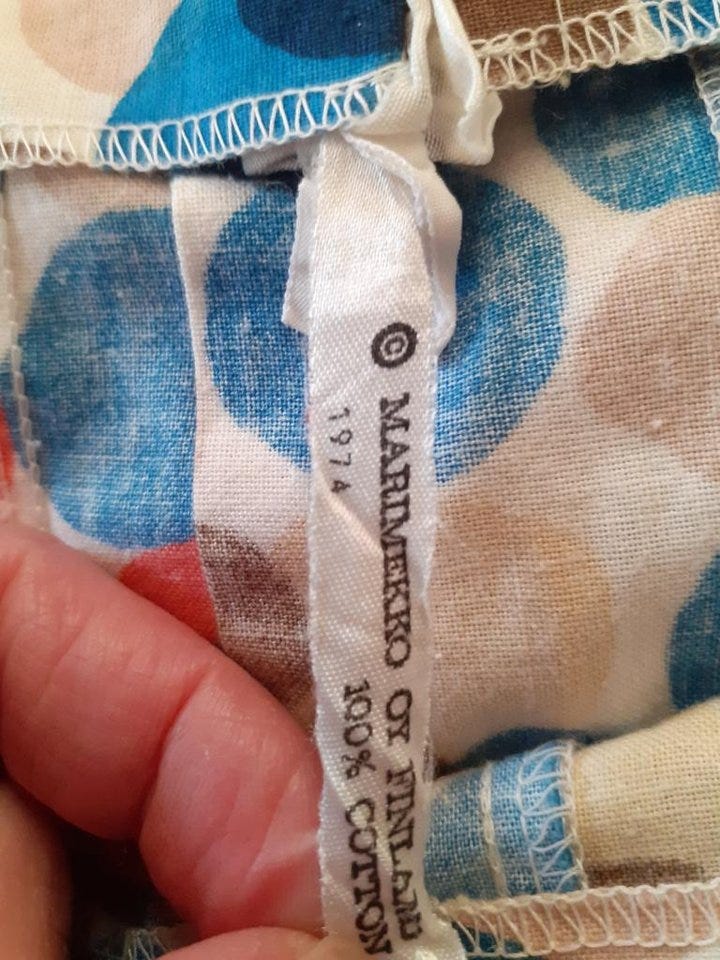 © MARIMEKKO OY FINLAND
1974
100% COTTON